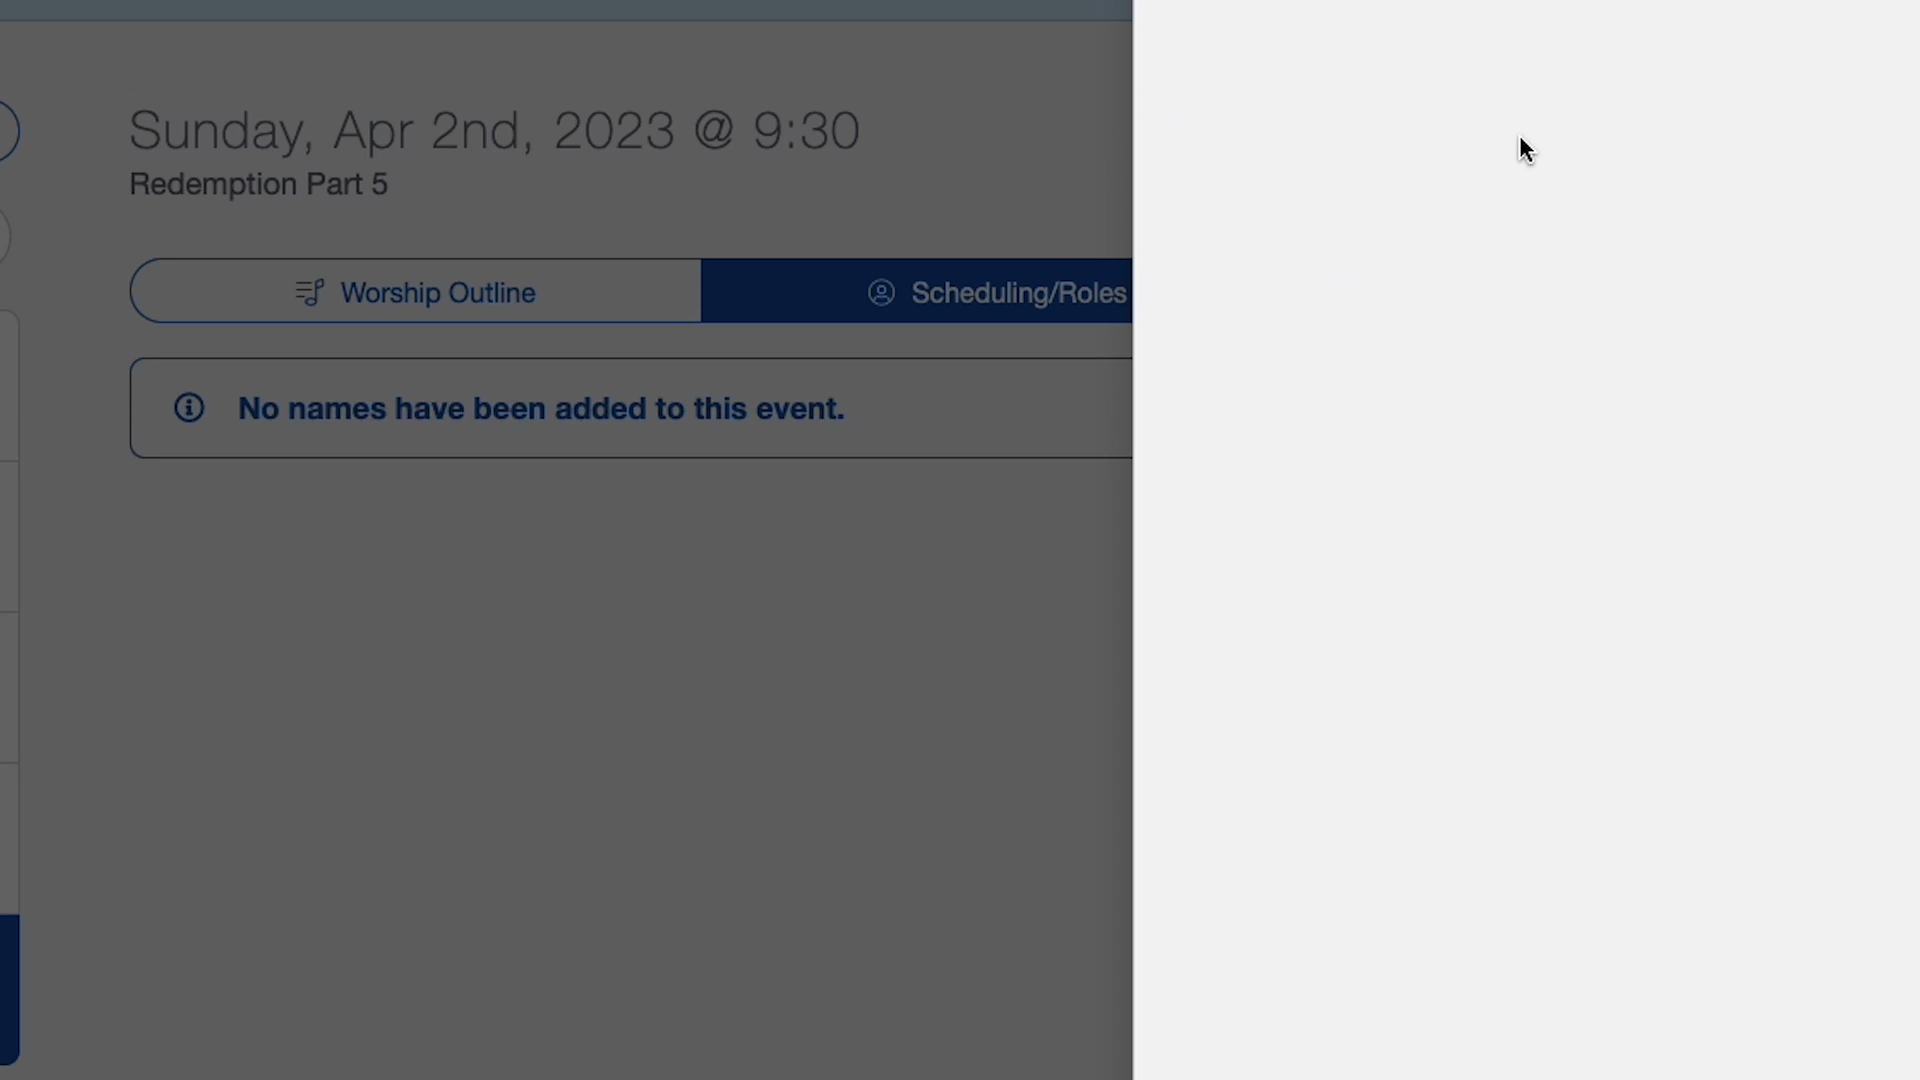 Sunday, Apr 2nd, 2023 @ 9:30
Redemption Part 5
Worship Outline
Scheduling/Roles
No names have been added to this event.